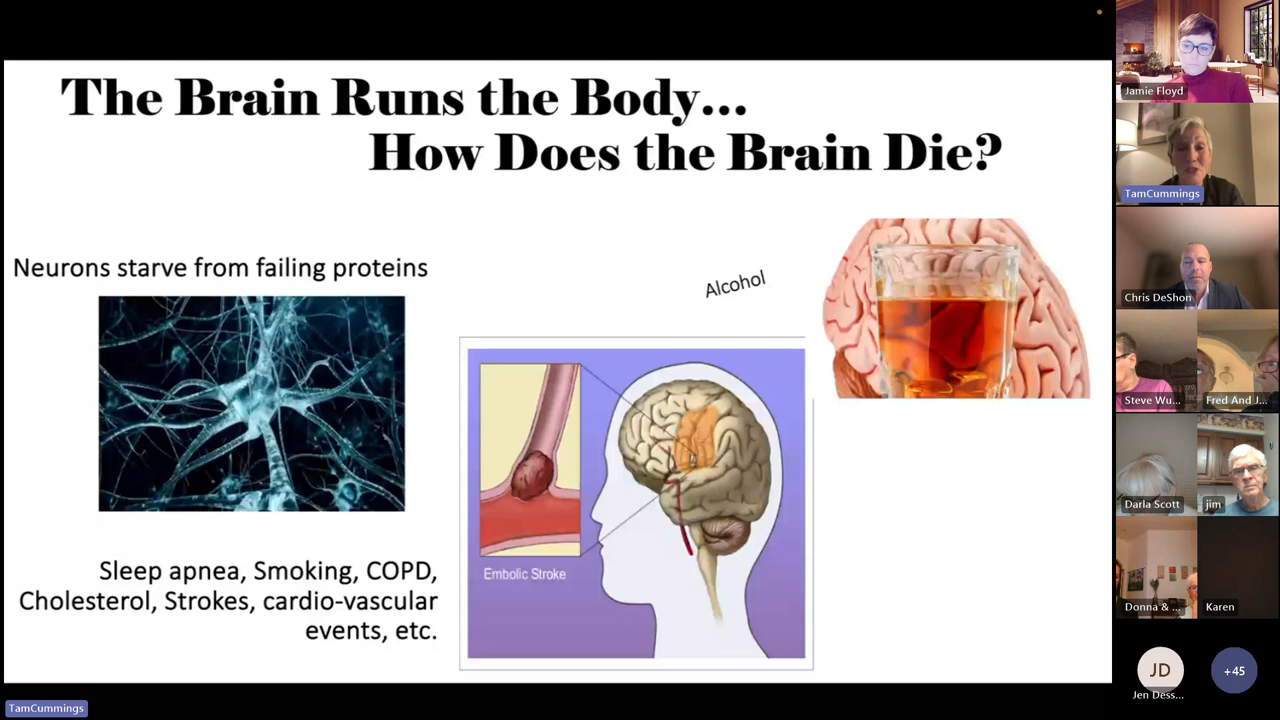 The Brain Runs the Body...
How Does the Brain Die?
Neurons starve from failing proteins
Alcohol
Embolic Stroke
Sleep apnea, Smoking, COPD,
Cholesterol, Strokes, cardio-vascular
events, etc.
TamCummings
Jamie Floyd
TamCummings
Chris DeShon
Steve Wu...
Fred And J...
Darla Scott
jim
Donna & ...
Karen
JD
Jen Dess...
+45